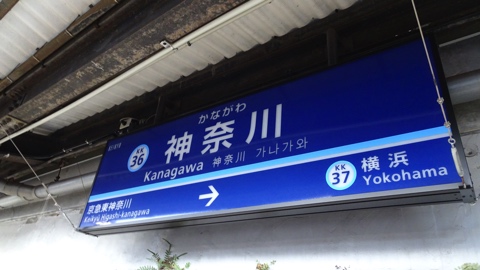 かながわ
KK
36
神奈川
Kanagawa 神奈川 가나가와
京急東神奈川
Keikyū Higashi-kanagawa
→
KK
37
横浜
Yokohama